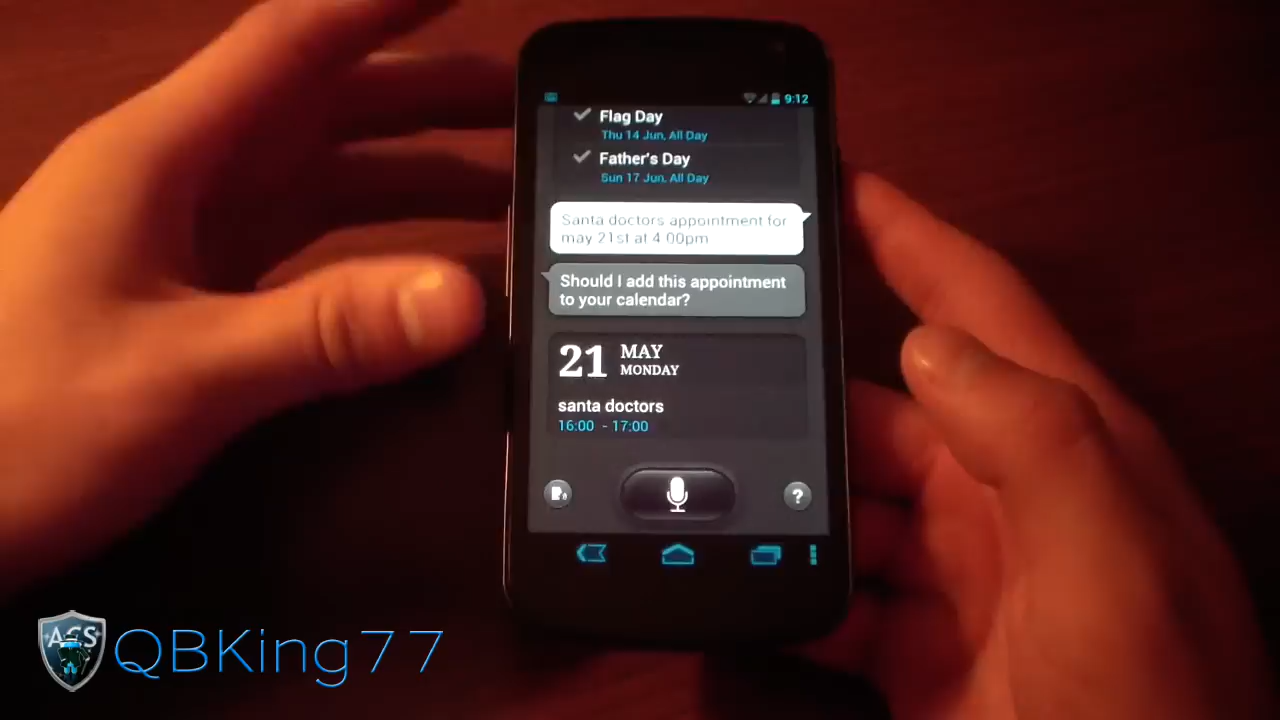 9:12
Flag Day
Thu 14 Jun, All Day
Father's Day
Sun 17 Jun, All Day
Santa doctors appointment for
may 21st at 4 00pm
Should I add this appointment
to your calendar?
21 MAY
MONDAY
santa doctors
16:00 - 17:00
?
ACS QBKing77